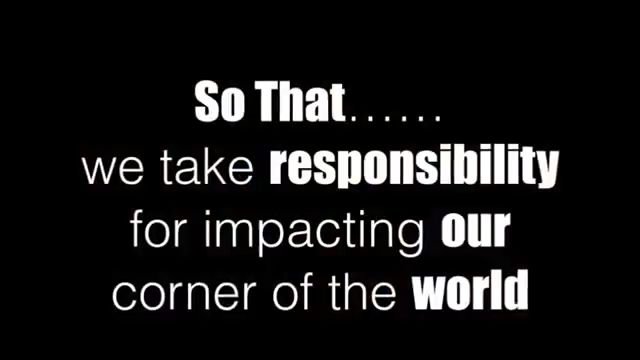 So That......
we take responsibility
for impacting our
corner of the world